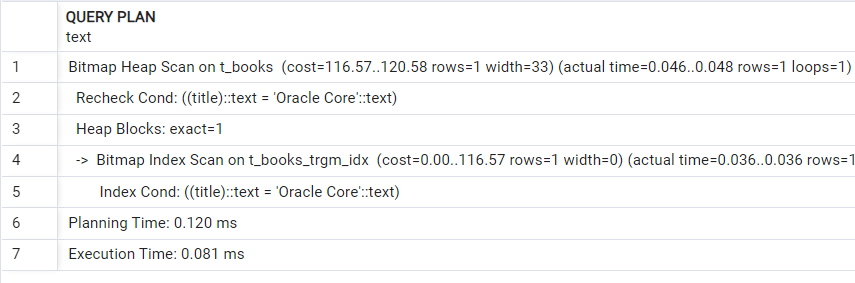 QUERY PLAN
text
1 Bitmap Heap Scan on t_books (cost=116.57..120.58 rows=1 width=33) (actual time=0.046..0.048 rows=1 loops=1)
2 Recheck Cond: ((title)::text = 'Oracle Core'::text)
3 Heap Blocks: exact=1
4 -> Bitmap Index Scan on t_books_trgm_idx (cost=0.00..116.57 rows=1 width=0) (actual time=0.036..0.036 rows=1
5 Index Cond: ((title)::text = 'Oracle Core'::text)
6 Planning Time: 0.120 ms
7 Execution Time: 0.081 ms